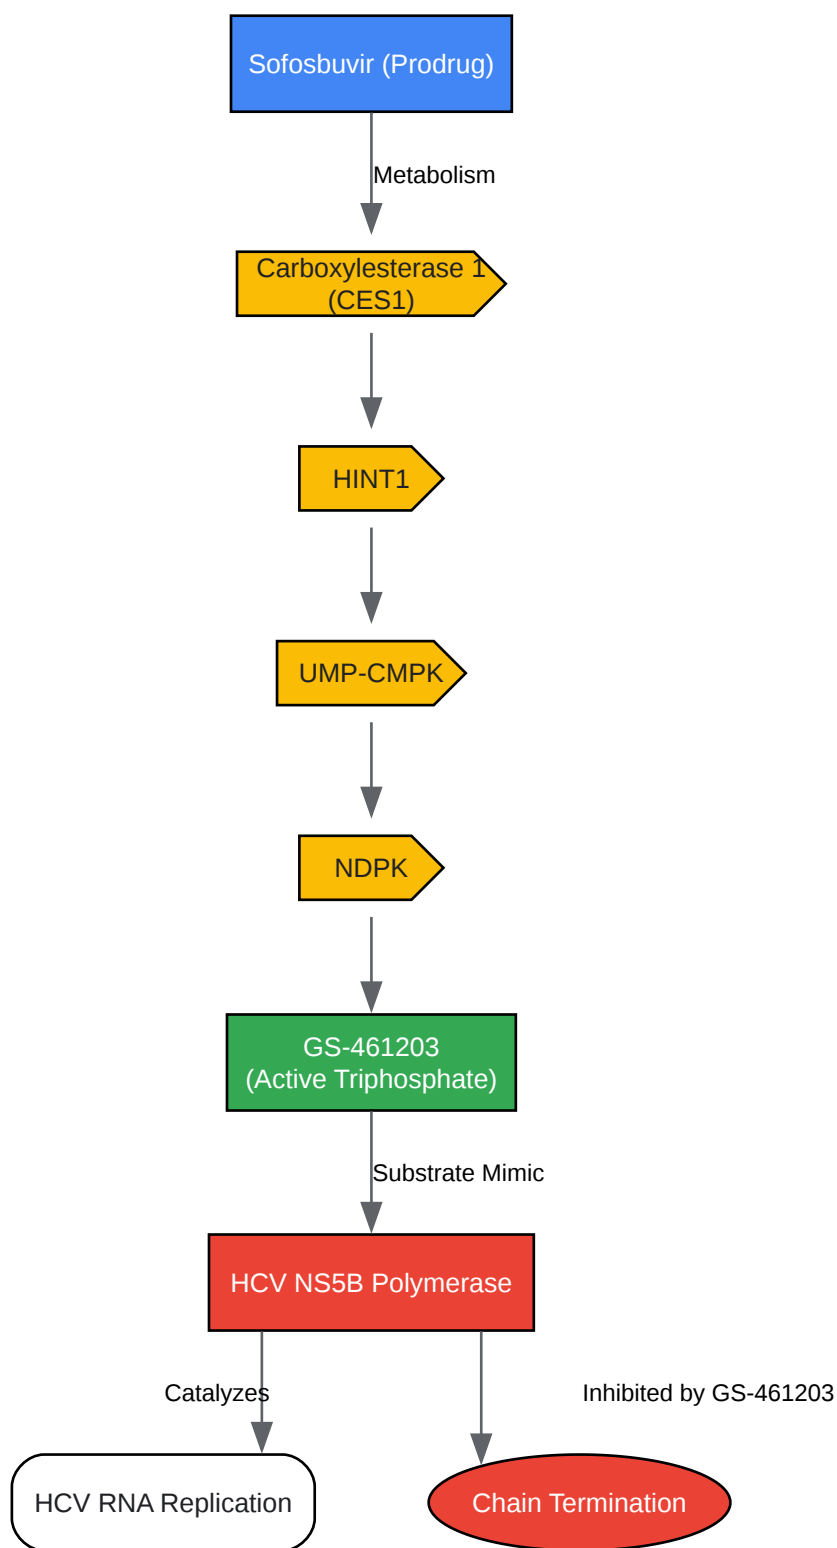 Sofosbuvir (Prodrug)
Metabolism
Carboxylesterase 1
(CES1)
HINT1
UMP-CMPK
NDPK
GS-461203
(Active Triphosphate)
Substrate Mimic
HCV NS5B Polymerase
Catalyzes
Inhibited by GS-461203
HCV RNA Replication
Chain Termination